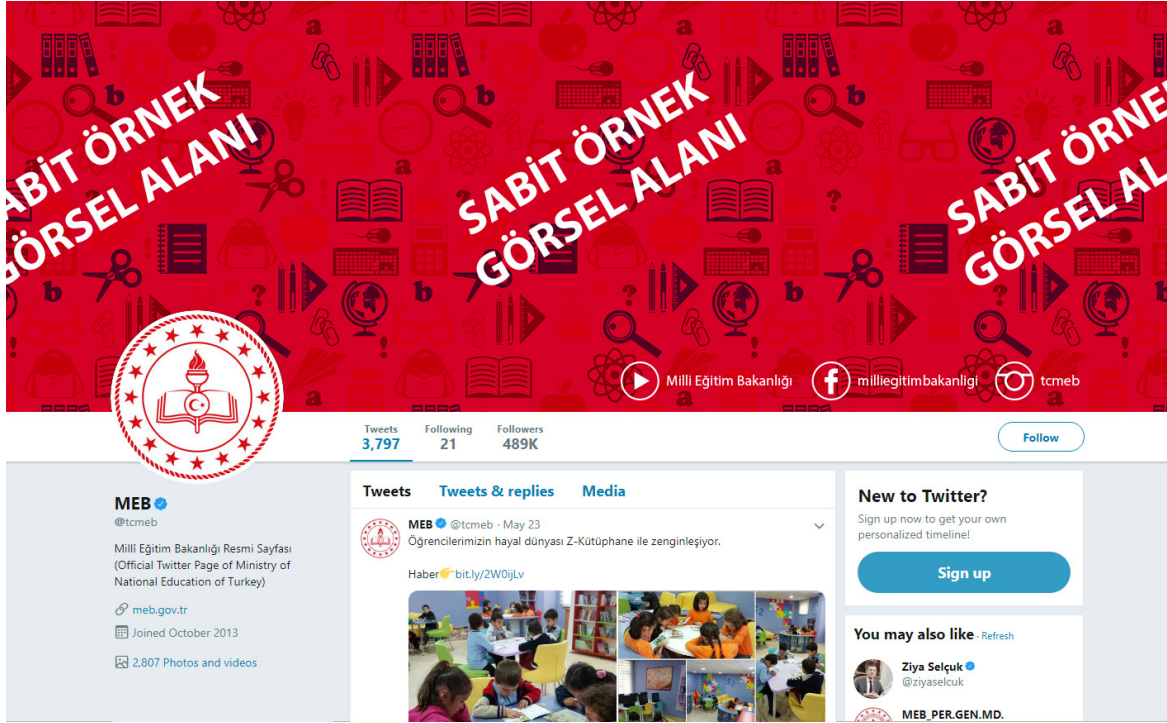 SABİT ÖRNEK
GÖRSEL ALANI
SABİT ÖRNEK
GÖRSEL ALANI
SABİT ÖRNE
GÖRSEL AL
Milli Eğitim Bakanlığı
milliegitimbakanligi
tcmeb
Tweets
3,797
Following
21
Followers
489K
Follow
MEB
@tcmeb
Millî Eğitim Bakanlığı Resmi Sayfası
(Official Twitter Page of Ministry of
National Education of Turkey)
meb.gov.tr
Joined October 2013
2,807 Photos and videos
Tweets Tweets & replies Media
MEB @tcmeb · May 23
Öğrencilerimizin hayal dünyası Z-Kütüphane ile zenginleşiyor.
Haber👉bit.ly/2W0ijLv
New to Twitter?
Sign up now to get your own
personalized timeline!
Sign up
You may also like · Refresh
Ziya Selçuk
@ziyaselcuk
MEB_PER.GEN.MD.